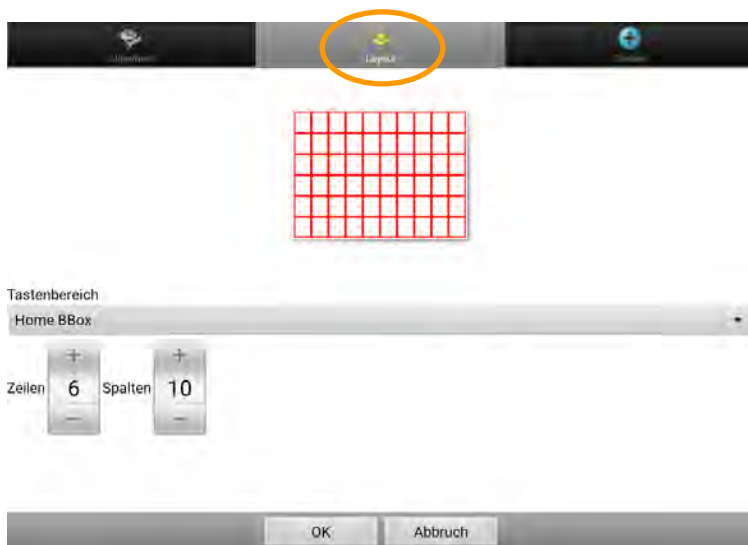 Layout
Tastenbereich
Home BBox
Zeilen 6 Spalten 10
OK Abbruch